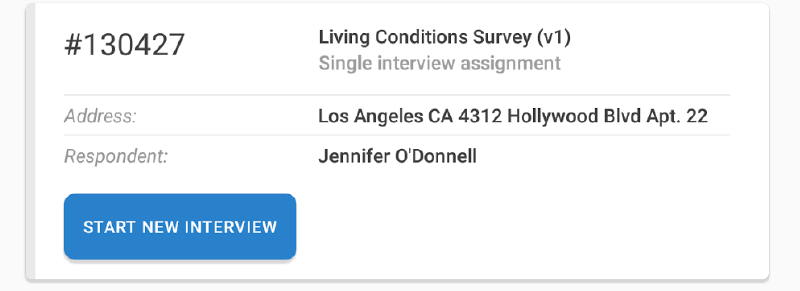 #130427
Living Conditions Survey (v1)
Single interview assignment
Address:
Los Angeles CA 4312 Hollywood Blvd Apt. 22
Respondent:
Jennifer O'Donnell
START NEW INTERVIEW